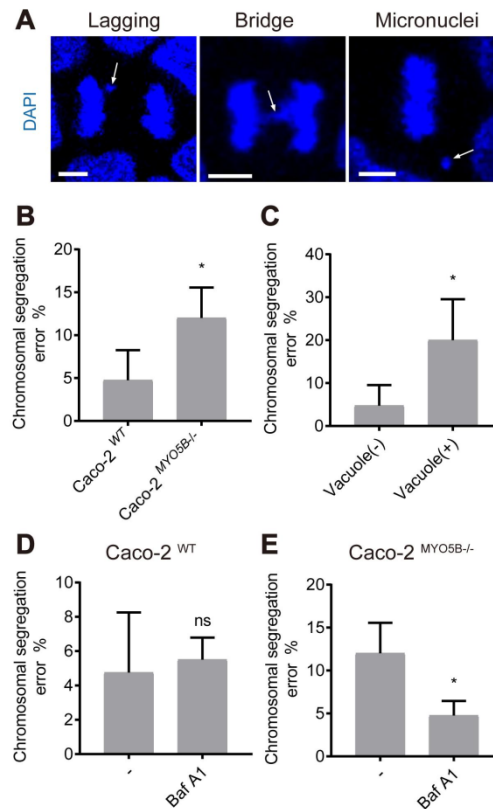 A Lagging Bridge Micronuclei
DAPI
B
Chromosomal segregation
error %
20
15
10
5
0
*
Caco-2 WT
Caco-2 MYO5B-/-
C
Chromosomal segregation
error %
40
30
20
10
0
*
Vacuole(-)
Vacuole(+)
D Caco-2 WT
Chromosomal segregation
error %
10
8
6
4
2
0
ns
-
Baf A1
E Caco-2 MYO5B-/-
Chromosomal segregation
error %
20
15
10
5
0
*
-
Baf A1